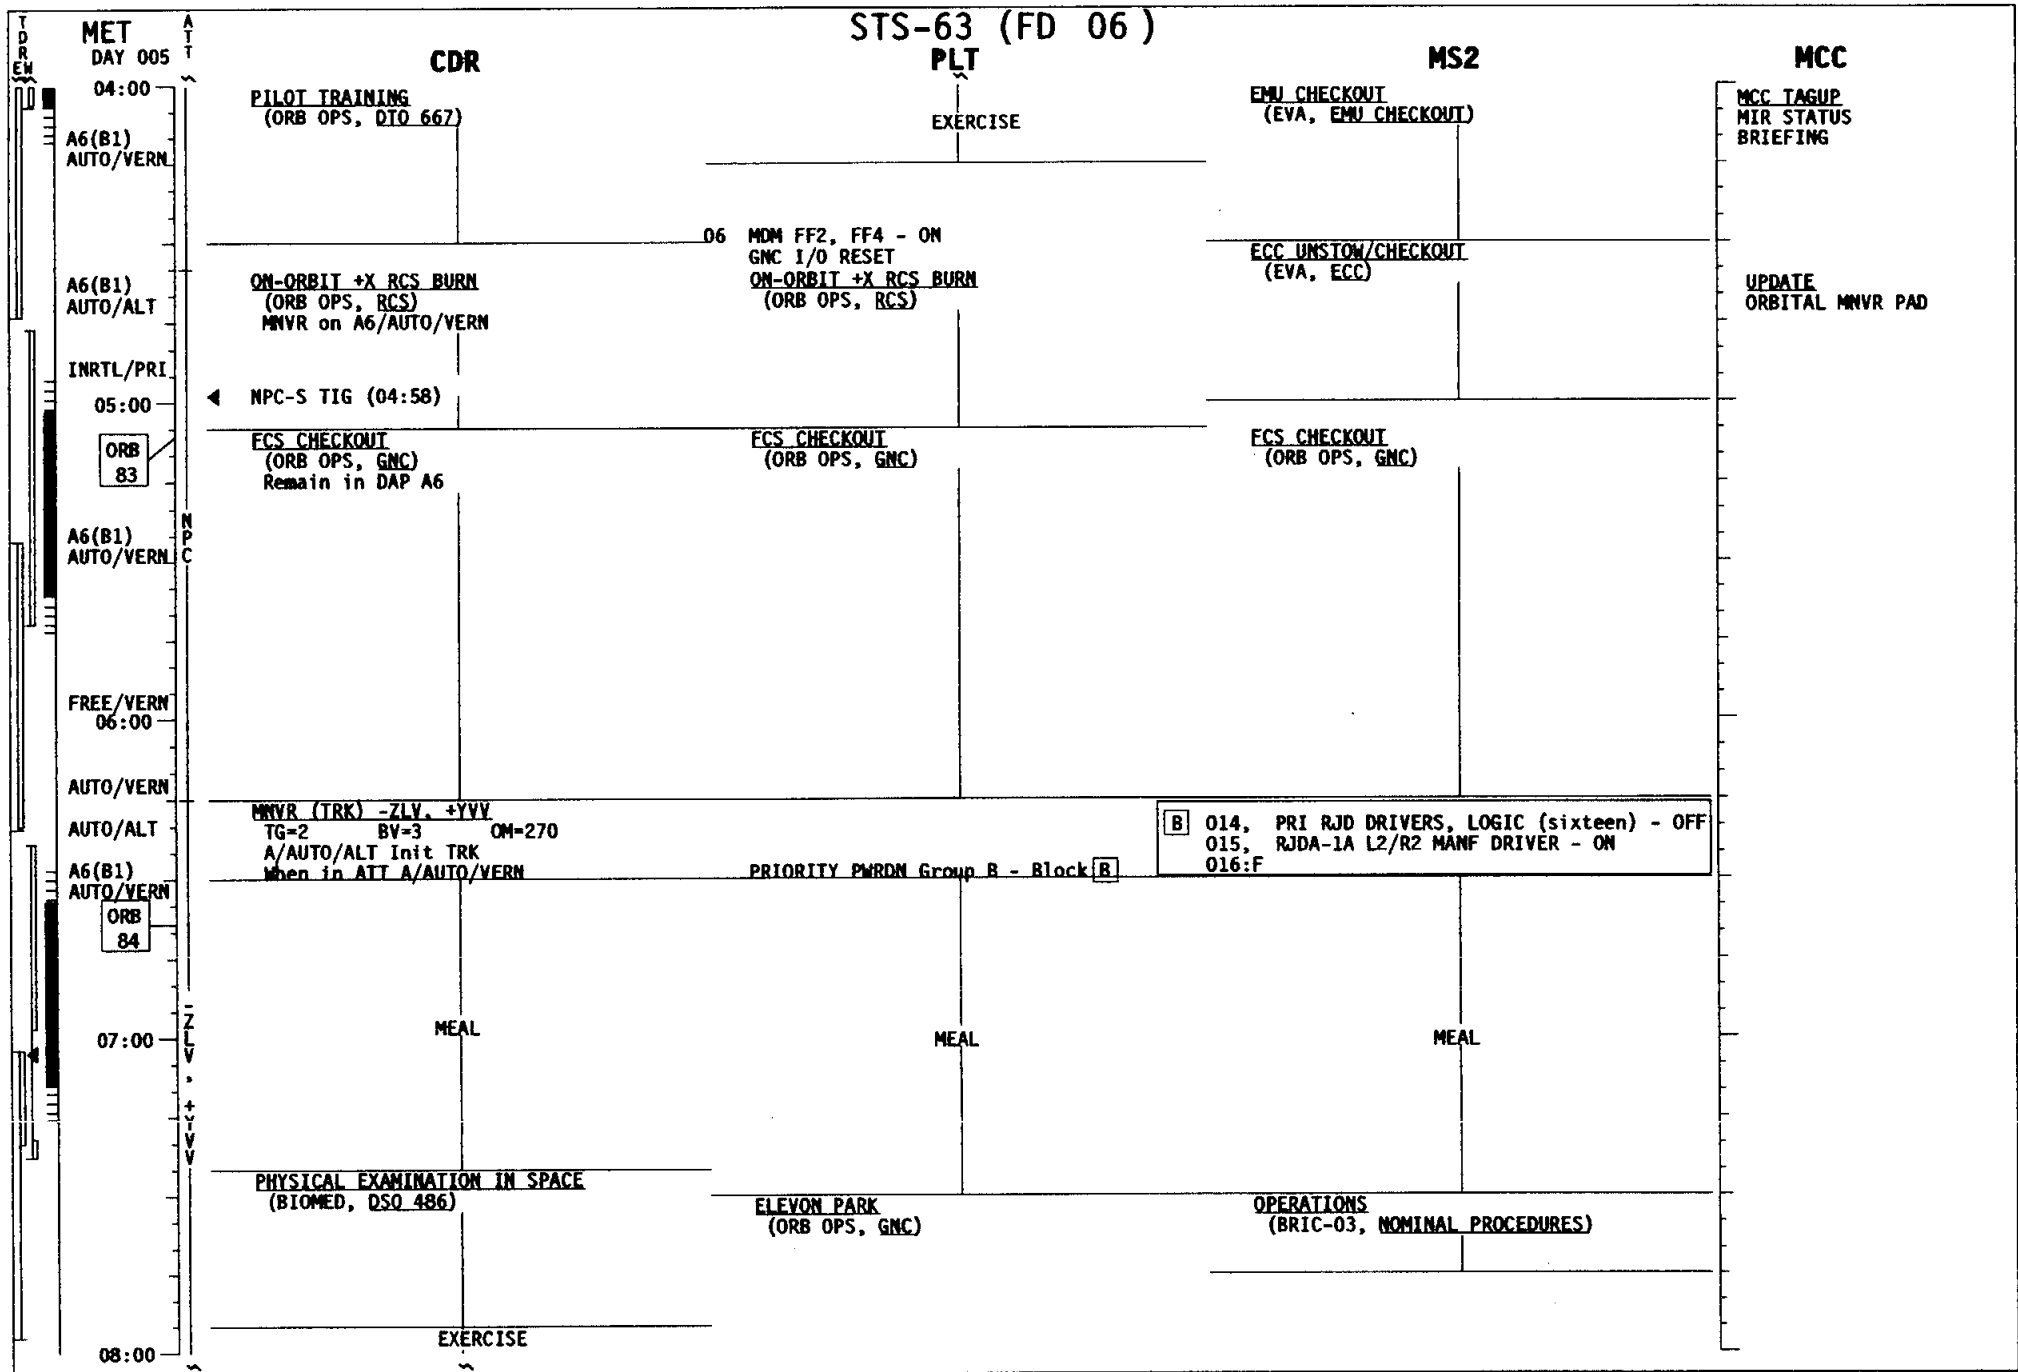 STS-63 (FD 06 )
TDRS
E W
MET
DAY 005
ATT
CDR
PLT
MS2
MCC
04:00
A6(B1)
AUTO/VERN
A6(B1)
AUTO/ALT
INRTL/PRI
05:00
ORB
83
A6(B1)
AUTO/VERN
FREE/VERN
06:00
AUTO/VERN
AUTO/ALT
A6(B1)
AUTO/VERN
ORB
84
07:00
08:00
NPC
-ZLV, +YVV
PILOT TRAINING
(ORB OPS, DTO 667)
ON-ORBIT +X RCS BURN
(ORB OPS, RCS)
MNVR on A6/AUTO/VERN
NPC-S TIG (04:58)
FCS CHECKOUT
(ORB OPS, GNC)
Remain in DAP A6
MNVR (TRK) -ZLV, +YVV
TG=2 BV=3 OM=270
A/AUTO/ALT Init TRK
When in ATT A/AUTO/VERN
MEAL
PHYSICAL EXAMINATION IN SPACE
(BIOMED, DSO 486)
EXERCISE
EXERCISE
06 MDM FF2, FF4 - ON
GNC I/O RESET
ON-ORBIT +X RCS BURN
(ORB OPS, RCS)
FCS CHECKOUT
(ORB OPS, GNC)
PRIORITY PWRDN Group B - Block B
MEAL
ELEVON PARK
(ORB OPS, GNC)
EMU CHECKOUT
(EVA, EMU CHECKOUT)
ECC UNSTOW/CHECKOUT
(EVA, ECC)
FCS CHECKOUT
(ORB OPS, GNC)
B 014, PRI RJD DRIVERS, LOGIC (sixteen) - OFF
015, RJDA-1A L2/R2 MANF DRIVER - ON
016:F
MEAL
OPERATIONS
(BRIC-03, NOMINAL PROCEDURES)
MCC TAGUP
MIR STATUS
BRIEFING
UPDATE
ORBITAL MNVR PAD